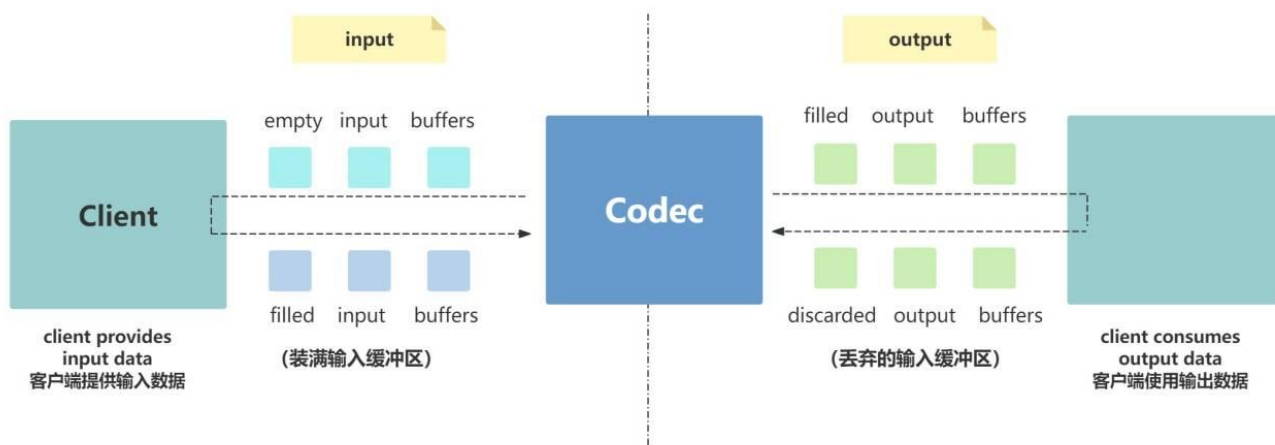 input
output
empty input buffers
filled output buffers
Client
Codec
filled input buffers
discarded output buffers
client provides
input data
客户端提供输入数据
(装满输入缓冲区)
(丢弃的输入缓冲区)
client consumes
output data
客户端使用输出数据